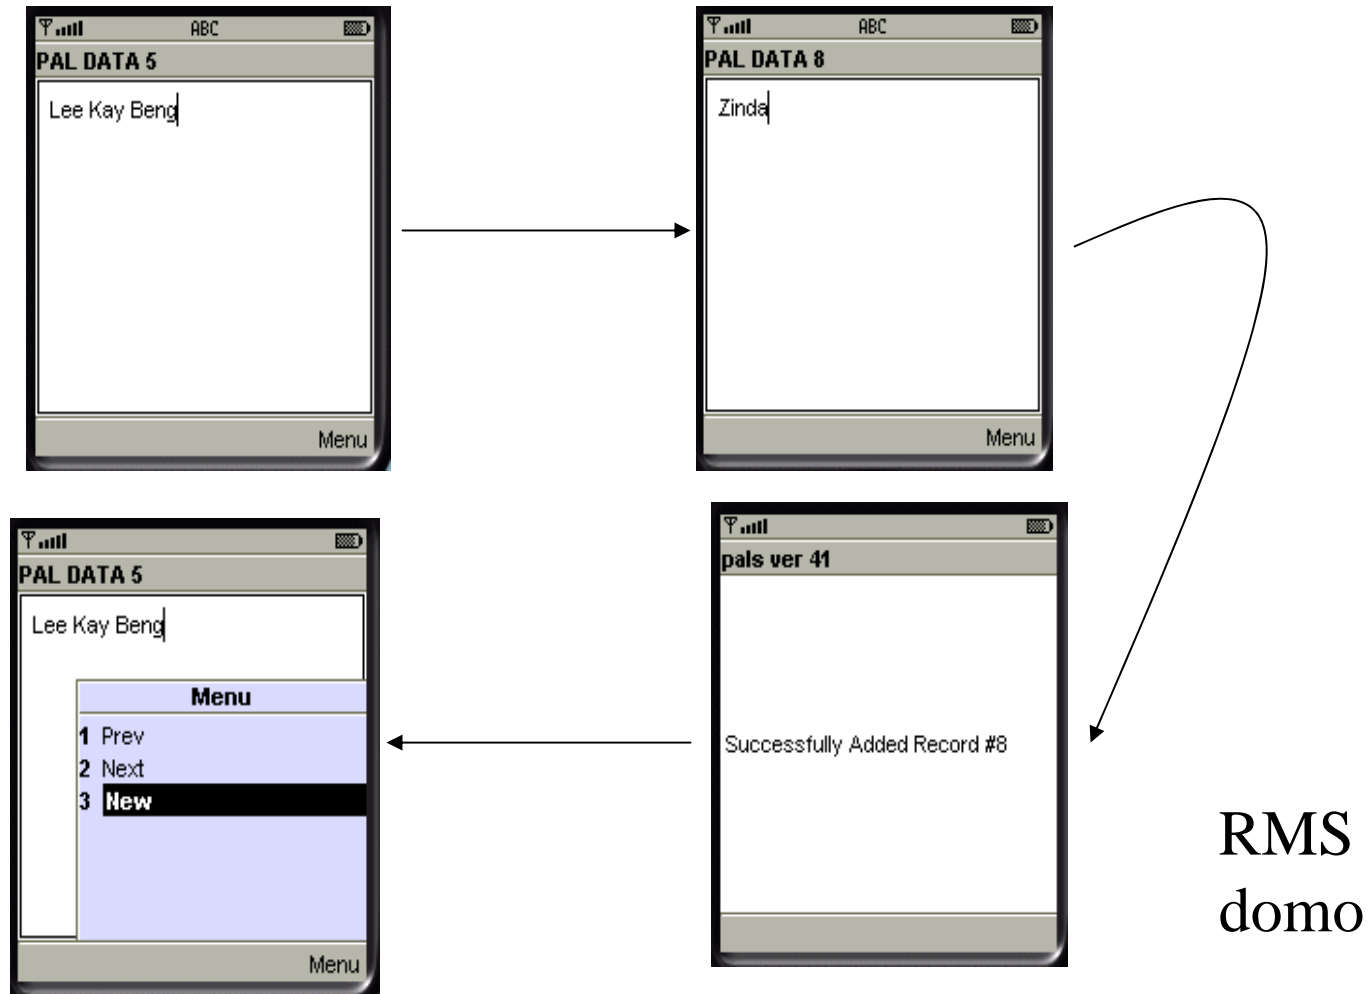 ABC
PAL DATA 5
Lee Kay Beng
Menu
ABC
PAL DATA 8
Zinda
Menu
PAL DATA 5
Lee Kay Beng
Menu
1 Prev
2 Next
3 New
Menu
pals ver 41
Successfully Added Record #8
RMS
domo